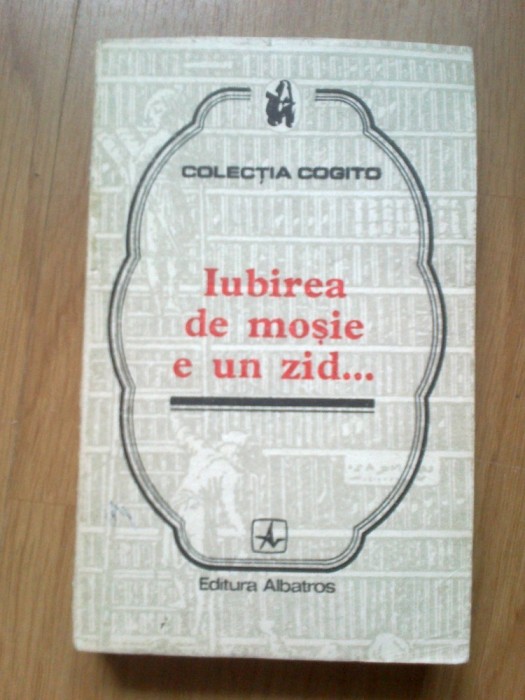 COLECȚIA COGITO
Iubirea
de moșie
e un zid...
Editura Albatros